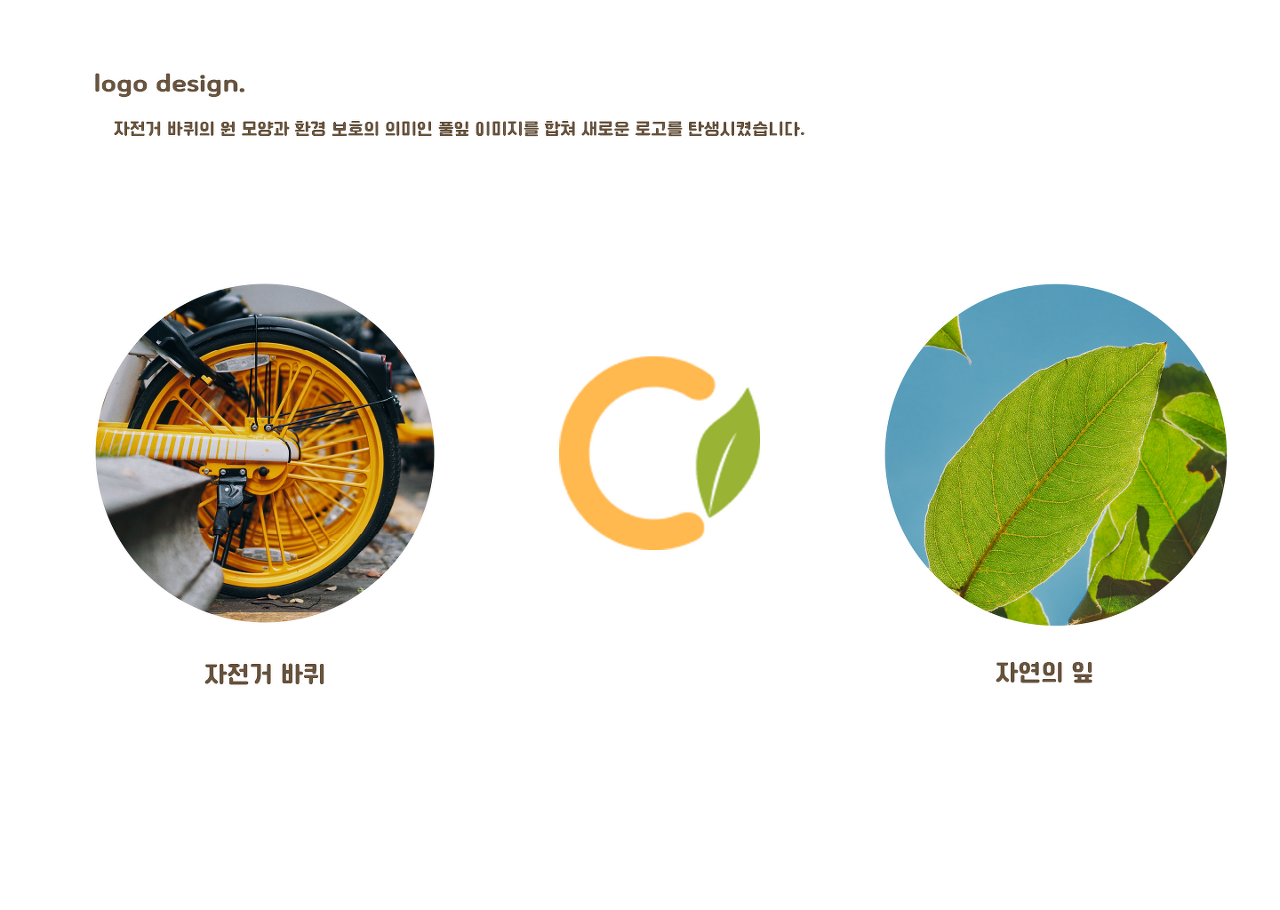 logo design.
자전거 바퀴의 원 모양과 환경 보호의 의미인 풀잎 이미지를 합쳐 새로운 로고를 탄생시켰습니다.
자전거 바퀴
자연의 잎